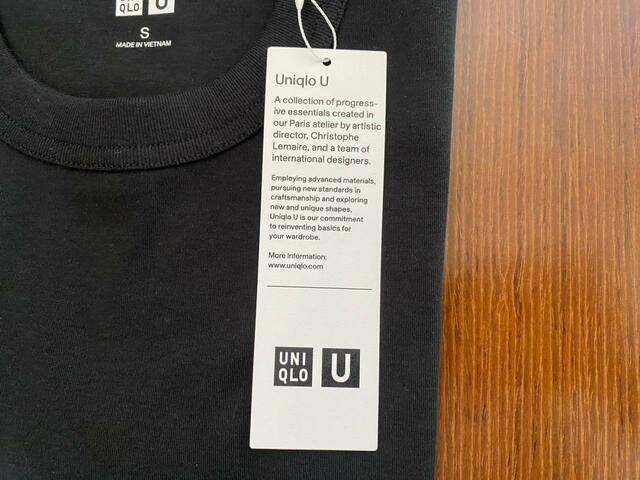 UNI
QLO
U
S
MADE IN VIETNAM
Uniqlo U
A collection of progress-
ive essentials created in
our Paris atelier by artistic
director, Christophe
Lemaire, and a team of
international designers.
Employing advanced materials,
pursuing new standards in
craftsmanship and exploring
new and unique shapes,
Uniqlo U is our commitment
to reinventing basics for
your wardrobe.
More Information:
www.uniqlo.com
UNI
QLO
U